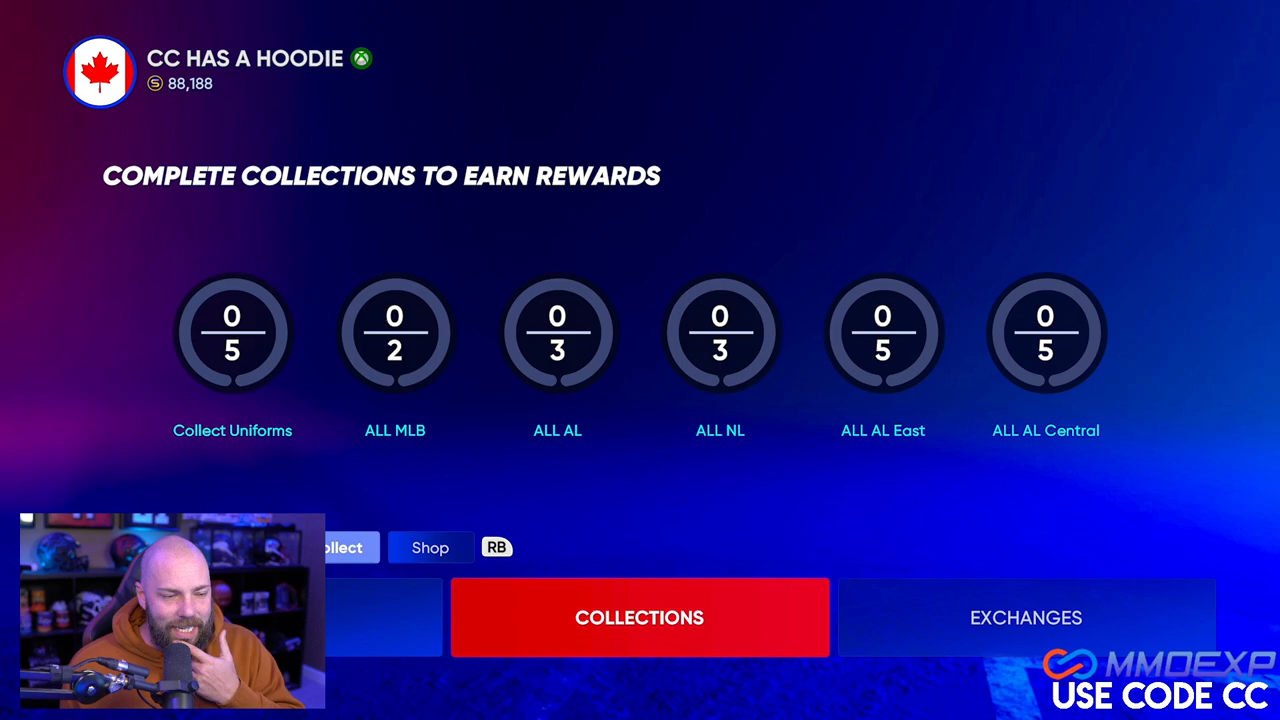 CC HAS A HOODIE
S 88,188
COMPLETE COLLECTIONS TO EARN REWARDS
0 0 0 0 0 0
5 2 3 3 5 5
Collect Uniforms ALL MLB ALL AL ALL NL ALL AL East ALL AL Central
ollect Shop RB
COLLECTIONS EXCHANGES
MMOEXP
USE CODE CC